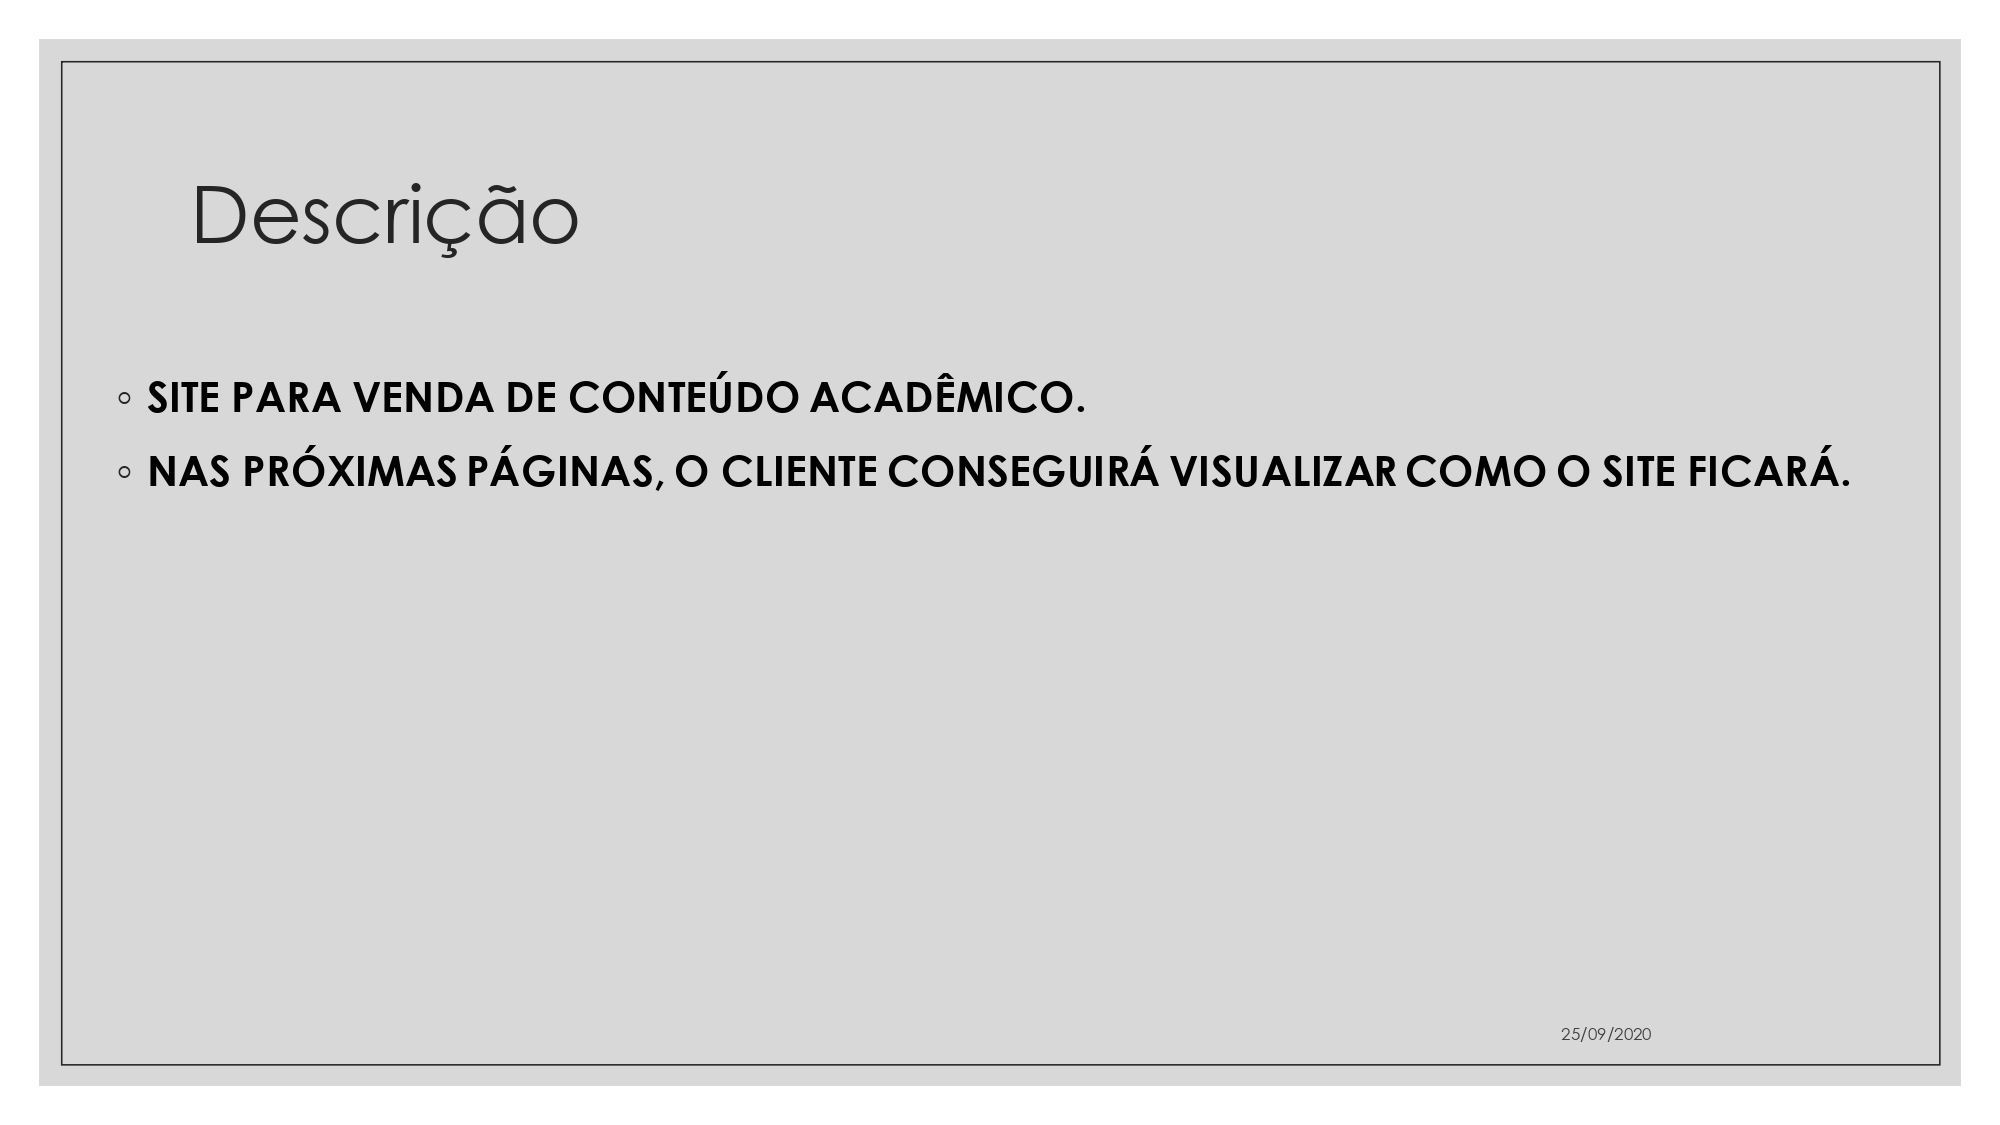 Descrição
◦ SITE PARA VENDA DE CONTEÚDO ACADÊMICO.
◦ NAS PRÓXIMAS PÁGINAS, O CLIENTE CONSEGUIRÁ VISUALIZAR COMO O SITE FICARÁ.
25/09/2020